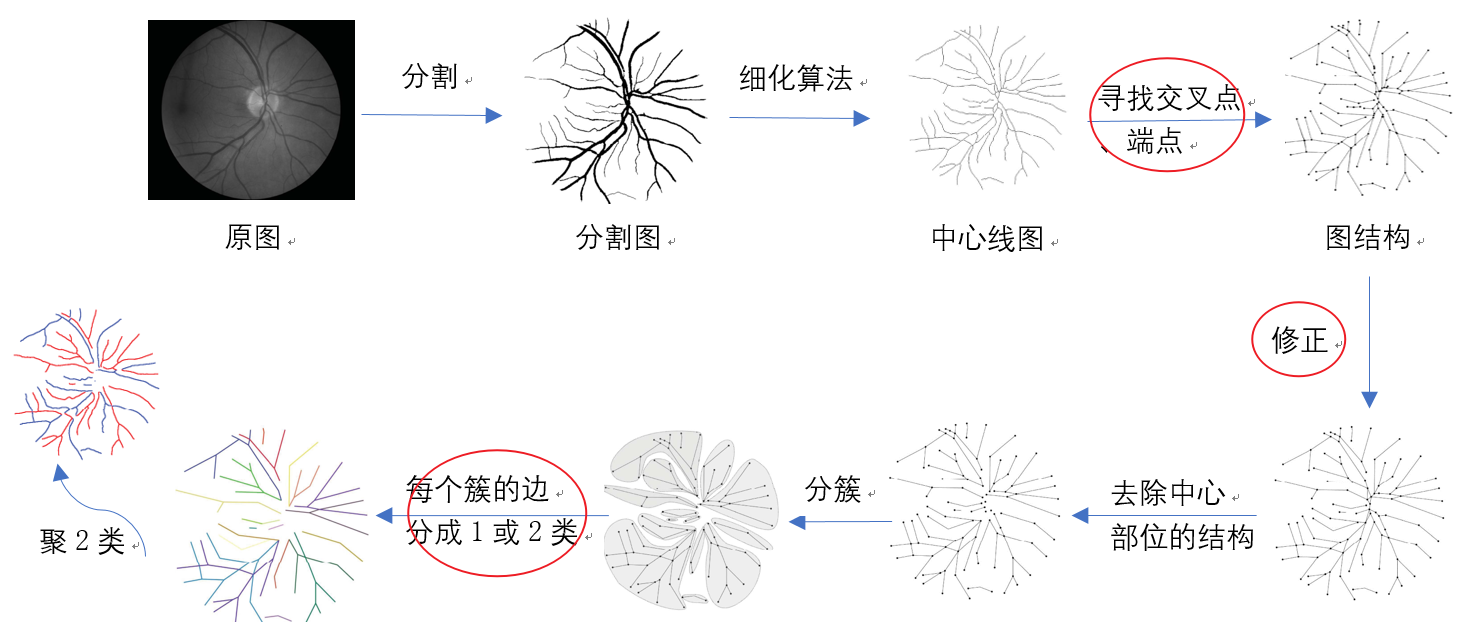 分割
细化算法
寻找交叉点
、端点
原图
分割图
中心线图
图结构
修正
去除中心
部位的结构
分簇
每个簇的边
分成1或2类
聚2类